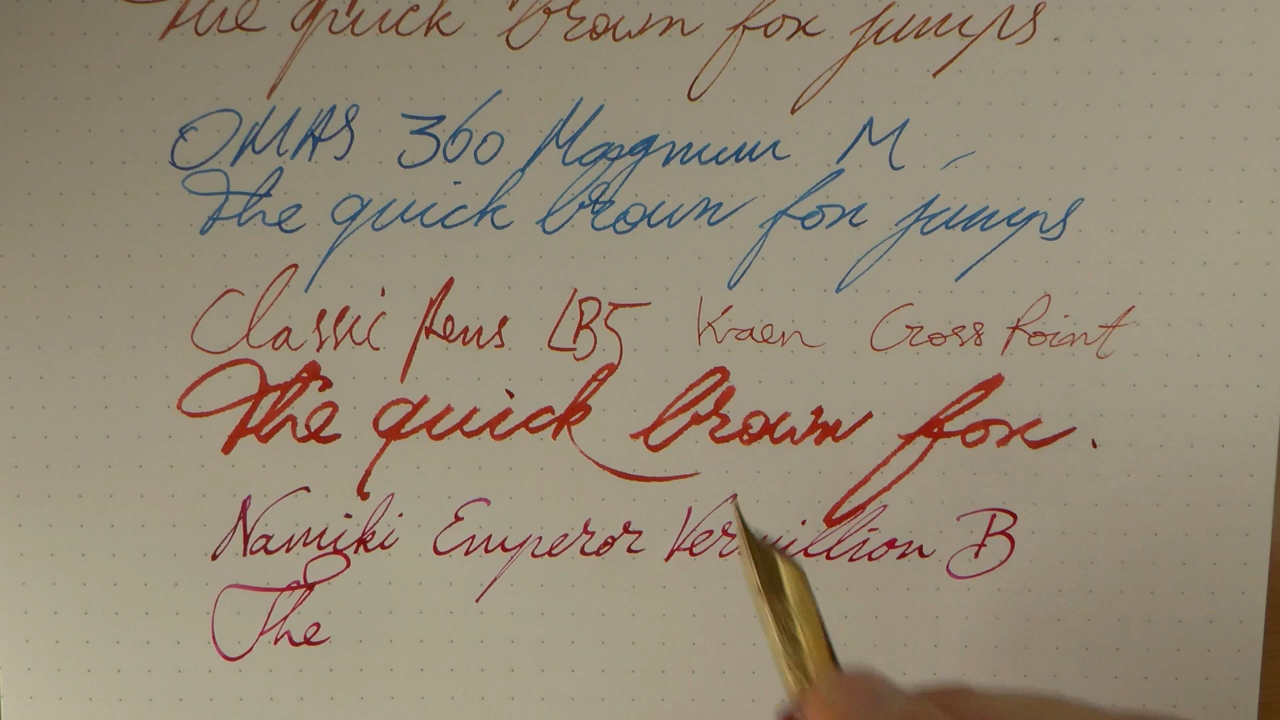 The quick brown fox jumps.
OMAS 360 Magnum M -
The quick brown fox jumps
Classic Pens LB5 Kraen Cross Point
The quick brown fox.
Namiki Emperor Vermillion B
The